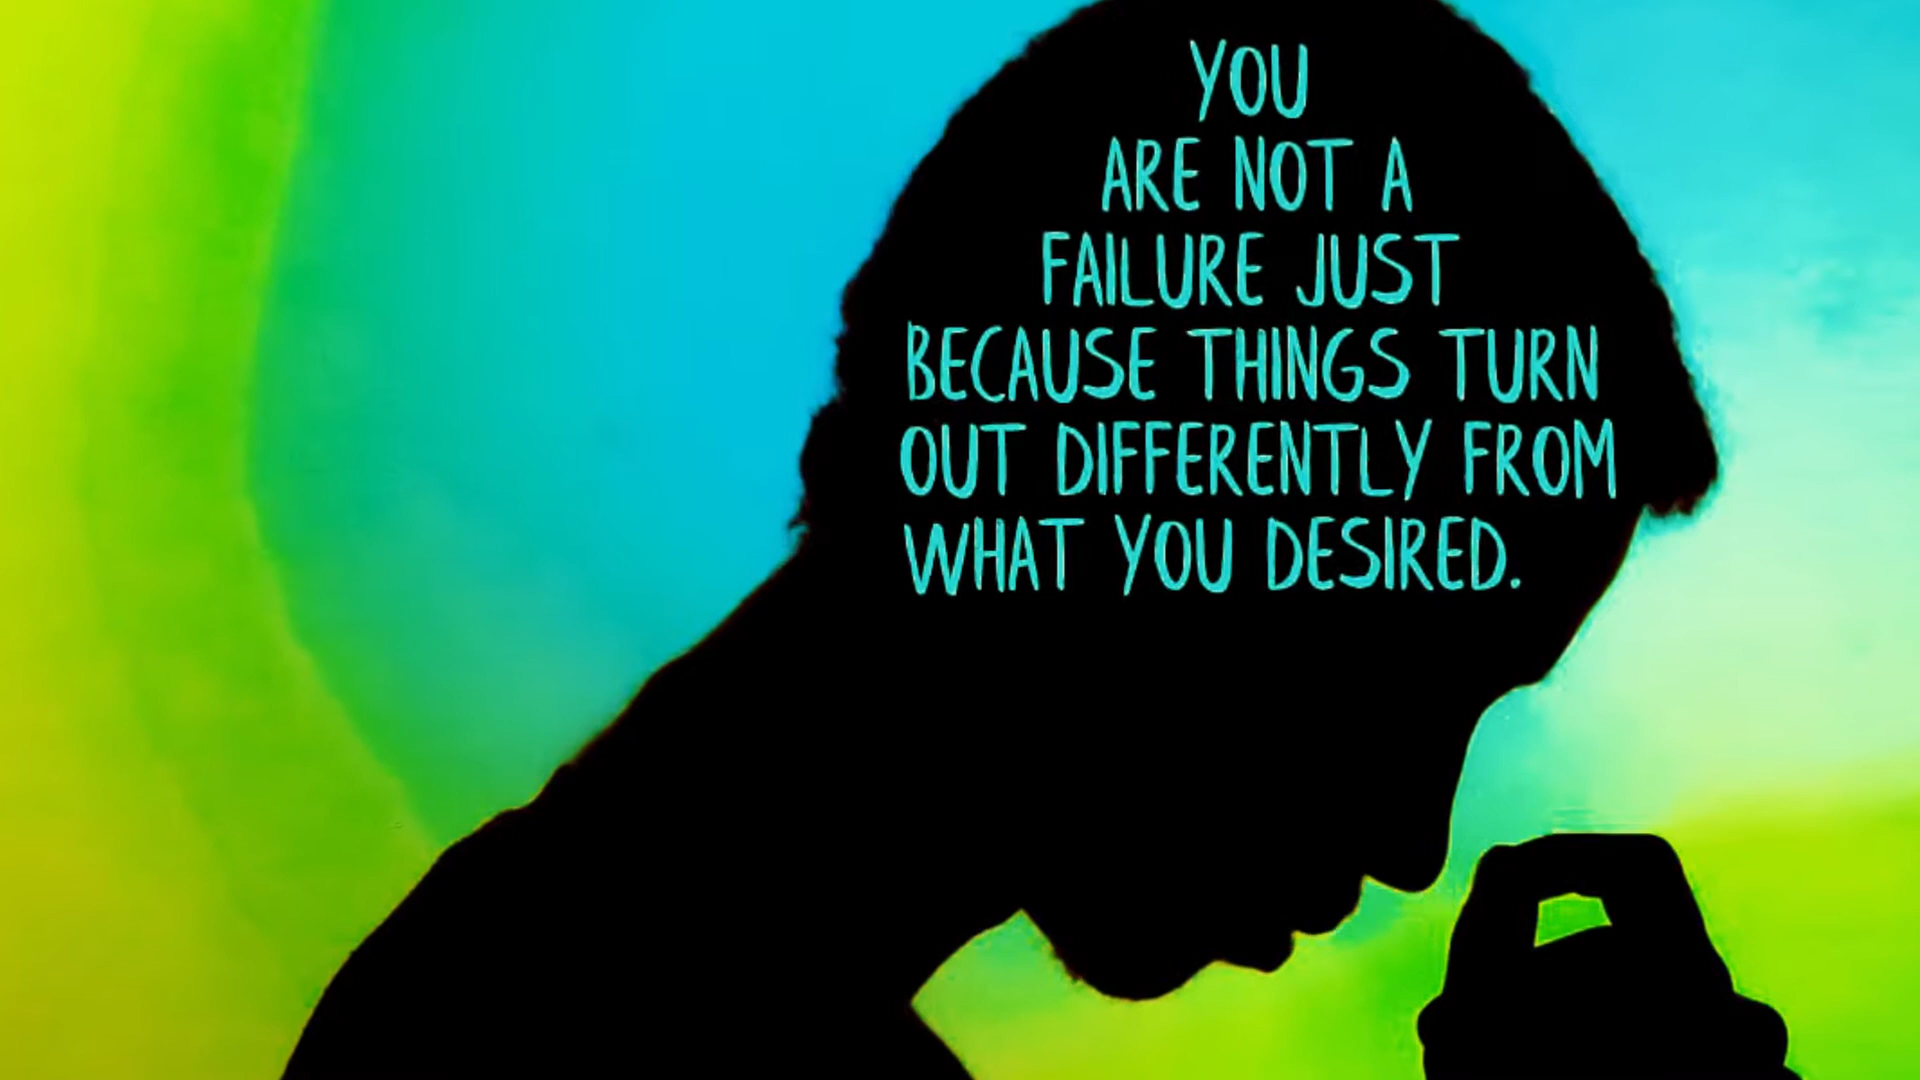 YOU
ARE NOT A
FAILURE JUST
BECAUSE THINGS TURN
OUT DIFFERENTLY FROM
WHAT YOU DESIRED.